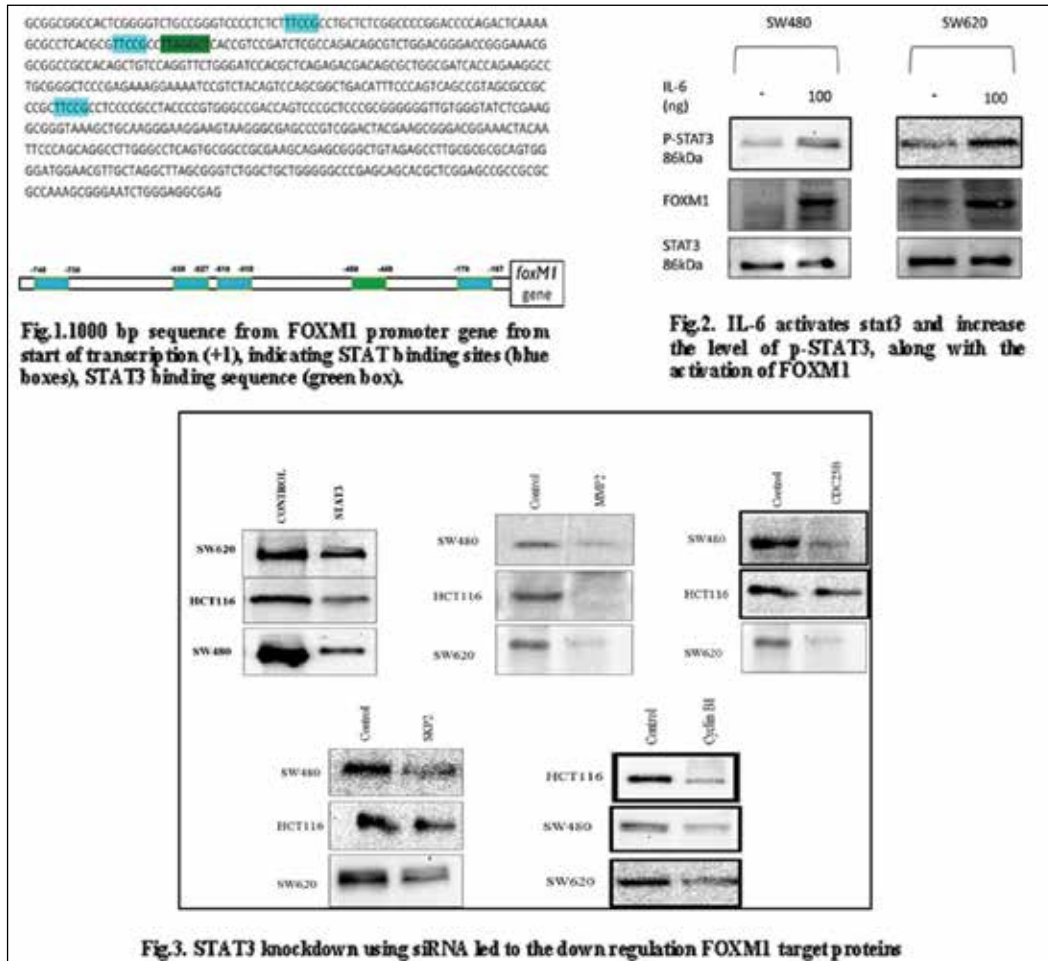 GCGGCGGCCACTCGGGGTCTGCCGGGTCCCCTCTCTTTCCGCCTGCTCTCGGCCCCGGACCCCAGACTCAAAA
GCGCCTCACGCGTTCCGCCTTAGGCTCACCGTCCGATCTCGCCAGACAGCGTCTGGACGGGACCGGGAAACG
GCGGCCGCCACAGCTGTCCAGGTTCTGGGATCCACGCTCAGAGACGACAGCGCTGGCGATCACCAGAAGGCC
TGCGGGCTCCCGAGAAAGGAAAATCCGTCTACAGTCCAGCGGCTGACATTTCCCAGTCAGCCGTAGCGCCGC
CCGCTTCCGCCTCCCCGCCTACCCCGTGGGCCGACCAGTCCCGCTCCCGCGGGGGGTTGTGGGTATCTCGAAG
GCGGGTAAAGCTGCAAGGGAAGGAAGTAAGGGCGAGCCCGTCGGACTACGAAGCGGGACGGAAACTACAA
TTCCCAGCAGGCCTTGGGCCTCAGTGCGGCCGCGAAGCAGAGCGGGCTGTAGAGCCTTGCGCGCGCAGTGG
GGATGGAACGTTGCTAGGCTTAGCGGGTCTGGCTGCTGGGGGCCCGAGCAGCACGCTCGGAGCCGCCGCGC
GCCAAAGCGGGAATCTGGGAGGCGAG
foxM1
gene
Fig.1.1000 bp sequence from FOXM1 promoter gene from
start of transcription (+1), indicating STAT binding sites (blue
boxes), STAT3 binding sequence (green box).
SW480 SW620
IL-6
(ng) - 100 - 100
P-STAT3
86kDa
FOXM1
STAT3
86kDa
Fig.2. IL-6 activates stat3 and increase
the level of p-STAT3, along with the
activation of FOXM1
CONTROL STAT3
SW620
HCT116
SW480
Control MMP2
SW480
HCT116
SW620
Control CDC25B
SW480
HCT116
SW620
Control SKP2
SW480
HCT116
SW620
Control Cyclin B1
HCT116
SW480
SW620
Fig.3. STAT3 knockdown using siRNA led to the down regulation FOXM1 target proteins